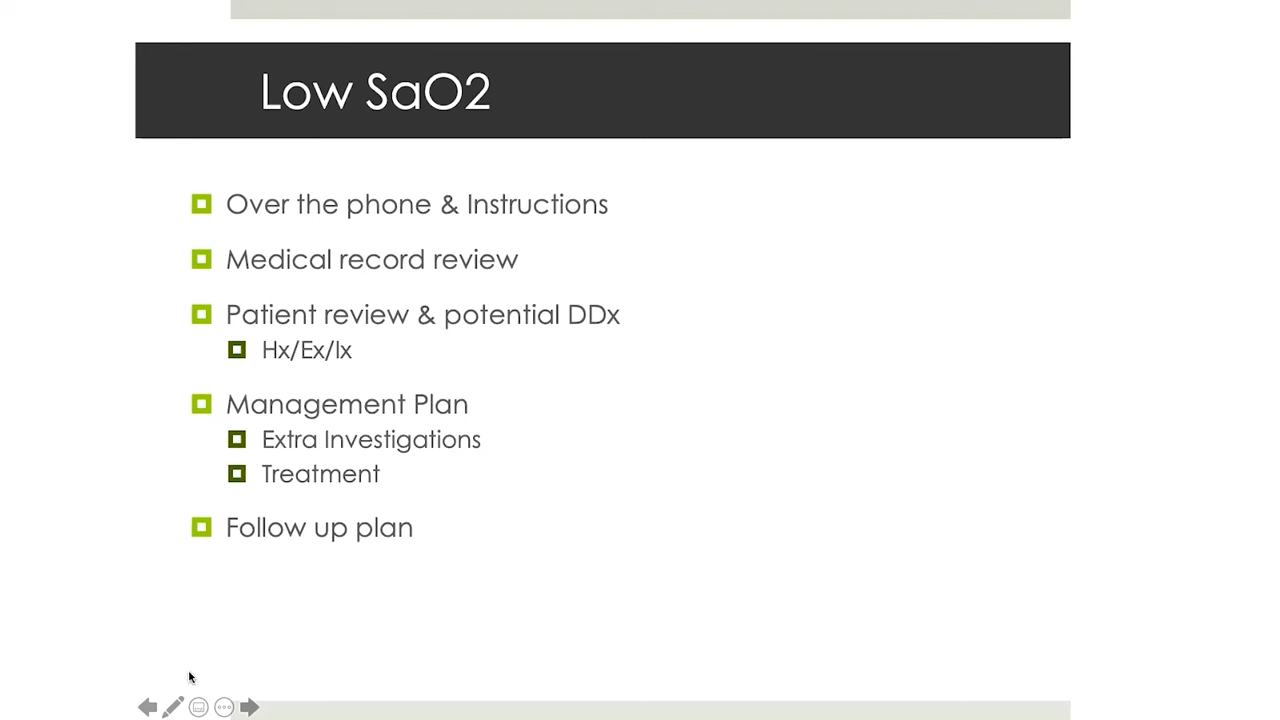 Low SaO2
Over the phone & Instructions
Medical record review
Patient review & potential DDx
Hx/Ex/Ix
Management Plan
Extra Investigations
Treatment
Follow up plan